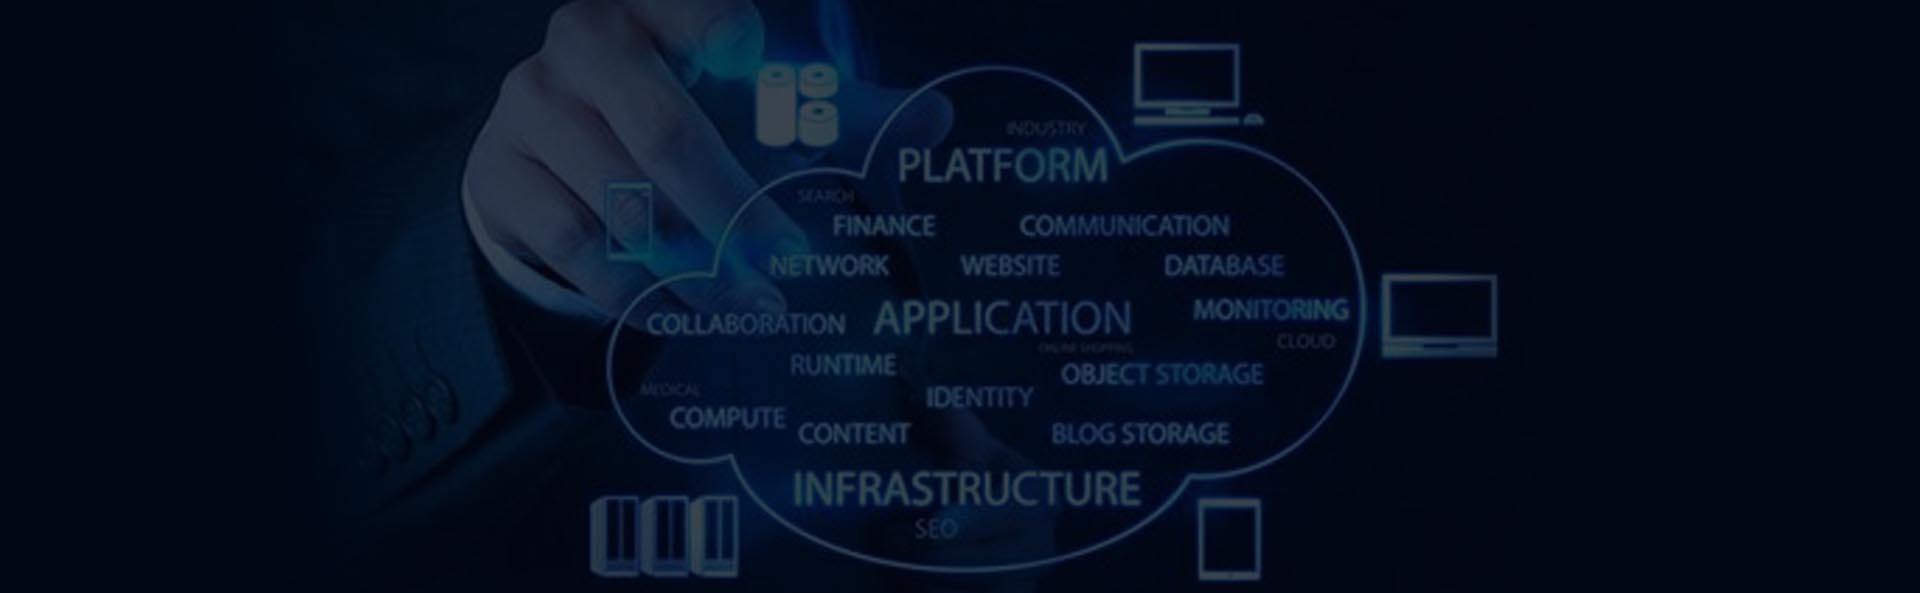 INDUSTRY
PLATFORM
SEARCH
FINANCE COMMUNICATION
NETWORK WEBSITE DATABASE
COLLABORATION APPLICATION MONITORING
ONLINE SHOPPING CLOUD
RUNTIME OBJECT STORAGE
MEDICAL IDENTITY
COMPUTE CONTENT BLOG STORAGE
INFRASTRUCTURE
SEO